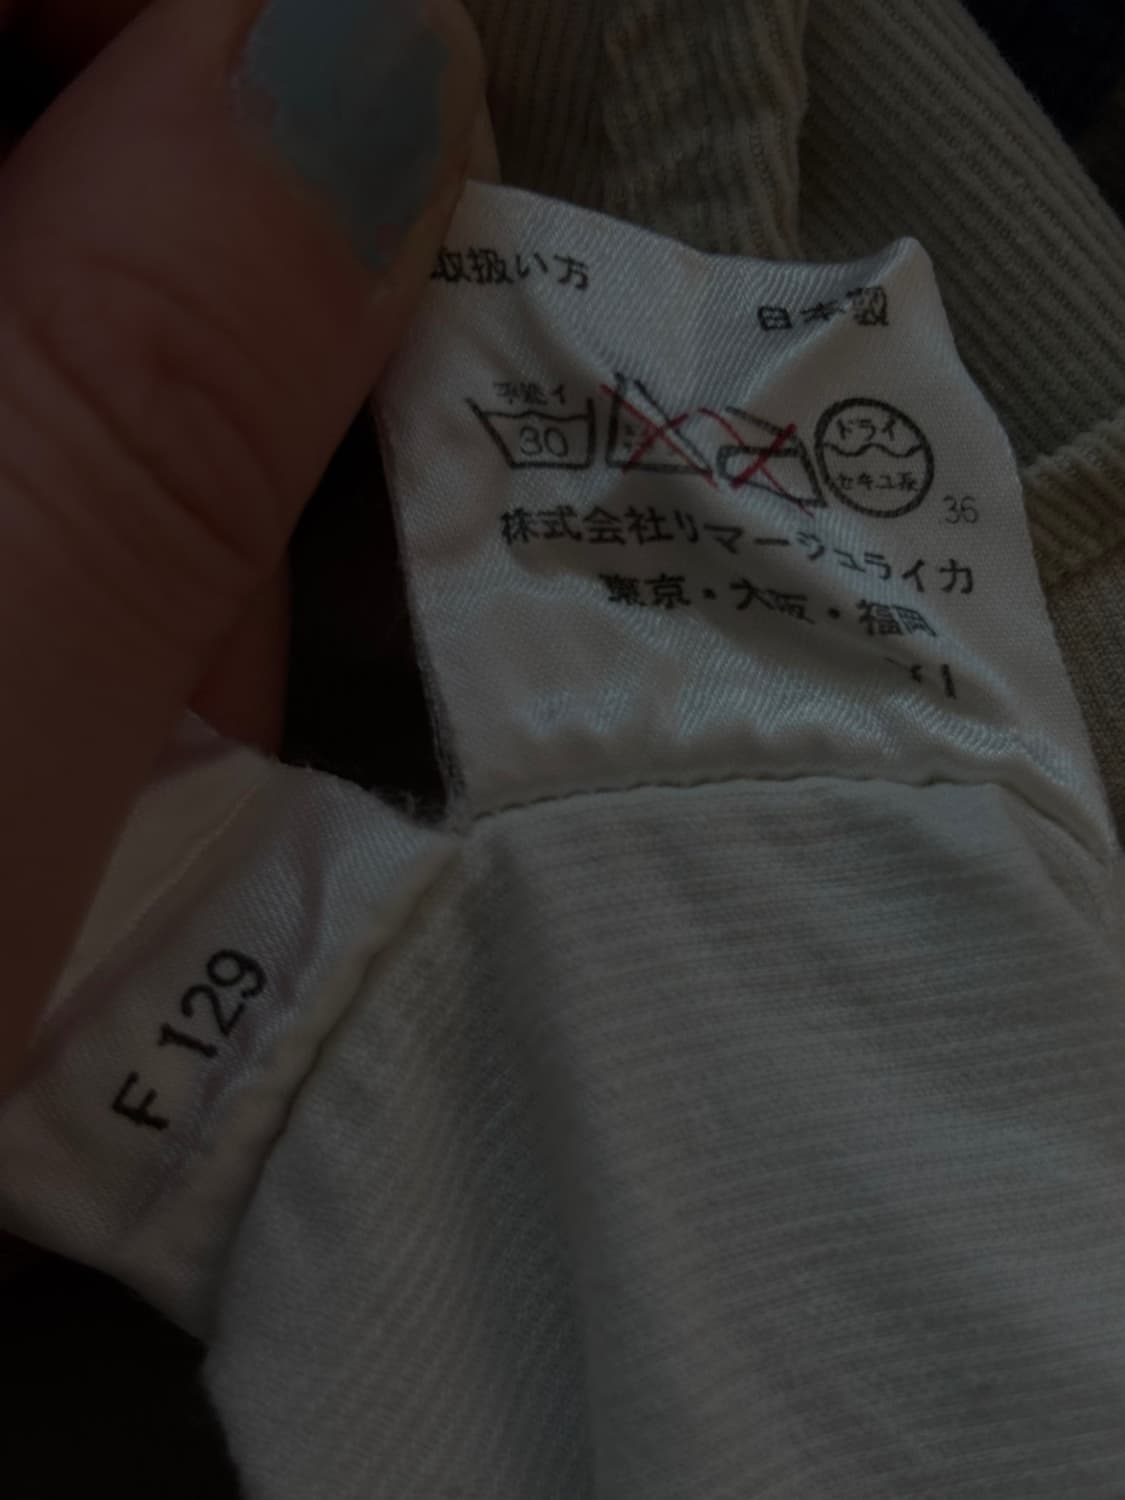 取扱い方
日本製
手洗イ
30
ドライ
セキユ系
36
株式会社リマーシュライカ
東京・大阪・福岡
F 129